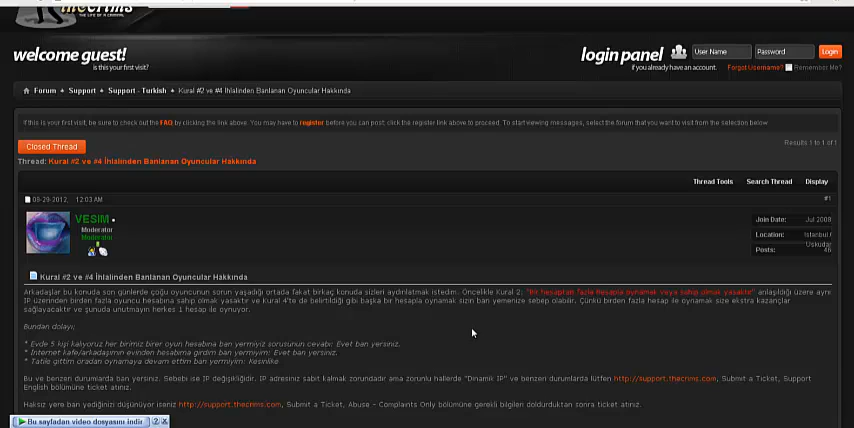 thecrims
THE LIFE OF A CRIMINAL
welcome guest!
is this your first visit?
login panel
User Name
Password
Login
if you already have an account.
Forgot Username?
Remember Me?
Forum
Support
Support - Turkish
Kural #2 ve #4 İhlalinden Banlanan Oyuncular Hakkında
If this is your first visit, be sure to check out the FAQ by clicking the link above. You may have to register before you can post: click the register link above to proceed. To start viewing messages, select the forum that you want to visit from the selection below.
Closed Thread
Results 1 to 1 of 1
Thread: Kural #2 ve #4 İhlalinden Banlanan Oyuncular Hakkında
Thread Tools Search Thread Display
08-29-2012, 12:03 AM
#1
VESIM
Moderator
Moderator
Join Date: Jul 2008
Location: Istanbul / Uskudar
Posts: 46
Kural #2 ve #4 İhlalinden Banlanan Oyuncular Hakkında
Arkadaşlar bu konuda son günlerde çoğu oyuncunun sorun yaşadığı ortada fakat birkaç konuda sizleri aydınlatmak istedim. Öncelikle Kural 2; "Bir hesaptan fazla hesapla oynamak veya sahip olmak yasaktır" anlaşıldığı üzere aynı
IP üzerinden birden fazla oyuncu hesabına sahip olmak yasaktır ve kural 4'te de belirtildiği gibi başka bir hesapla oynamak sizin ban yemenize sebep olabilir. Çünkü birden fazla hesap ile oynamak size ekstra kazançlar
sağlayacaktır ve şunuda unutmayın herkes 1 hesap ile oynuyor.
Bundan dolayı;
* Evde 5 kişi kalıyoruz her birimiz birer oyun hesabına ban yermiyiz sorusunun cevabı: Evet ban yersiniz.
* İnternet kafe/arkadaşımın evinden hesabıma girdim ban yermiyim: Evet ban yersiniz.
* Tatile gittim oradan oynamaya devam ettim ban yermiyim: Kesinlikle
Bu ve benzeri durumlarda ban yersiniz. Sebebi ise IP değişikliğidir. IP adresiniz sabit kalmak zorundadır ama zorunlu hallerde "Dinamik IP" ve benzeri durumlarda lütfen http://support.thecrims.com, Submit a Ticket, Support
English bölümüne ticket atınız.
Haksız yere ban yediğinizi düşünüyor iseniz http://support.thecrims.com, Submit a Ticket, Abuse - Complaints Only bölümüne gerekli bilgileri doldurduktan sonra ticket atınız.
Bu sayfadan video dosyasını indir ? X